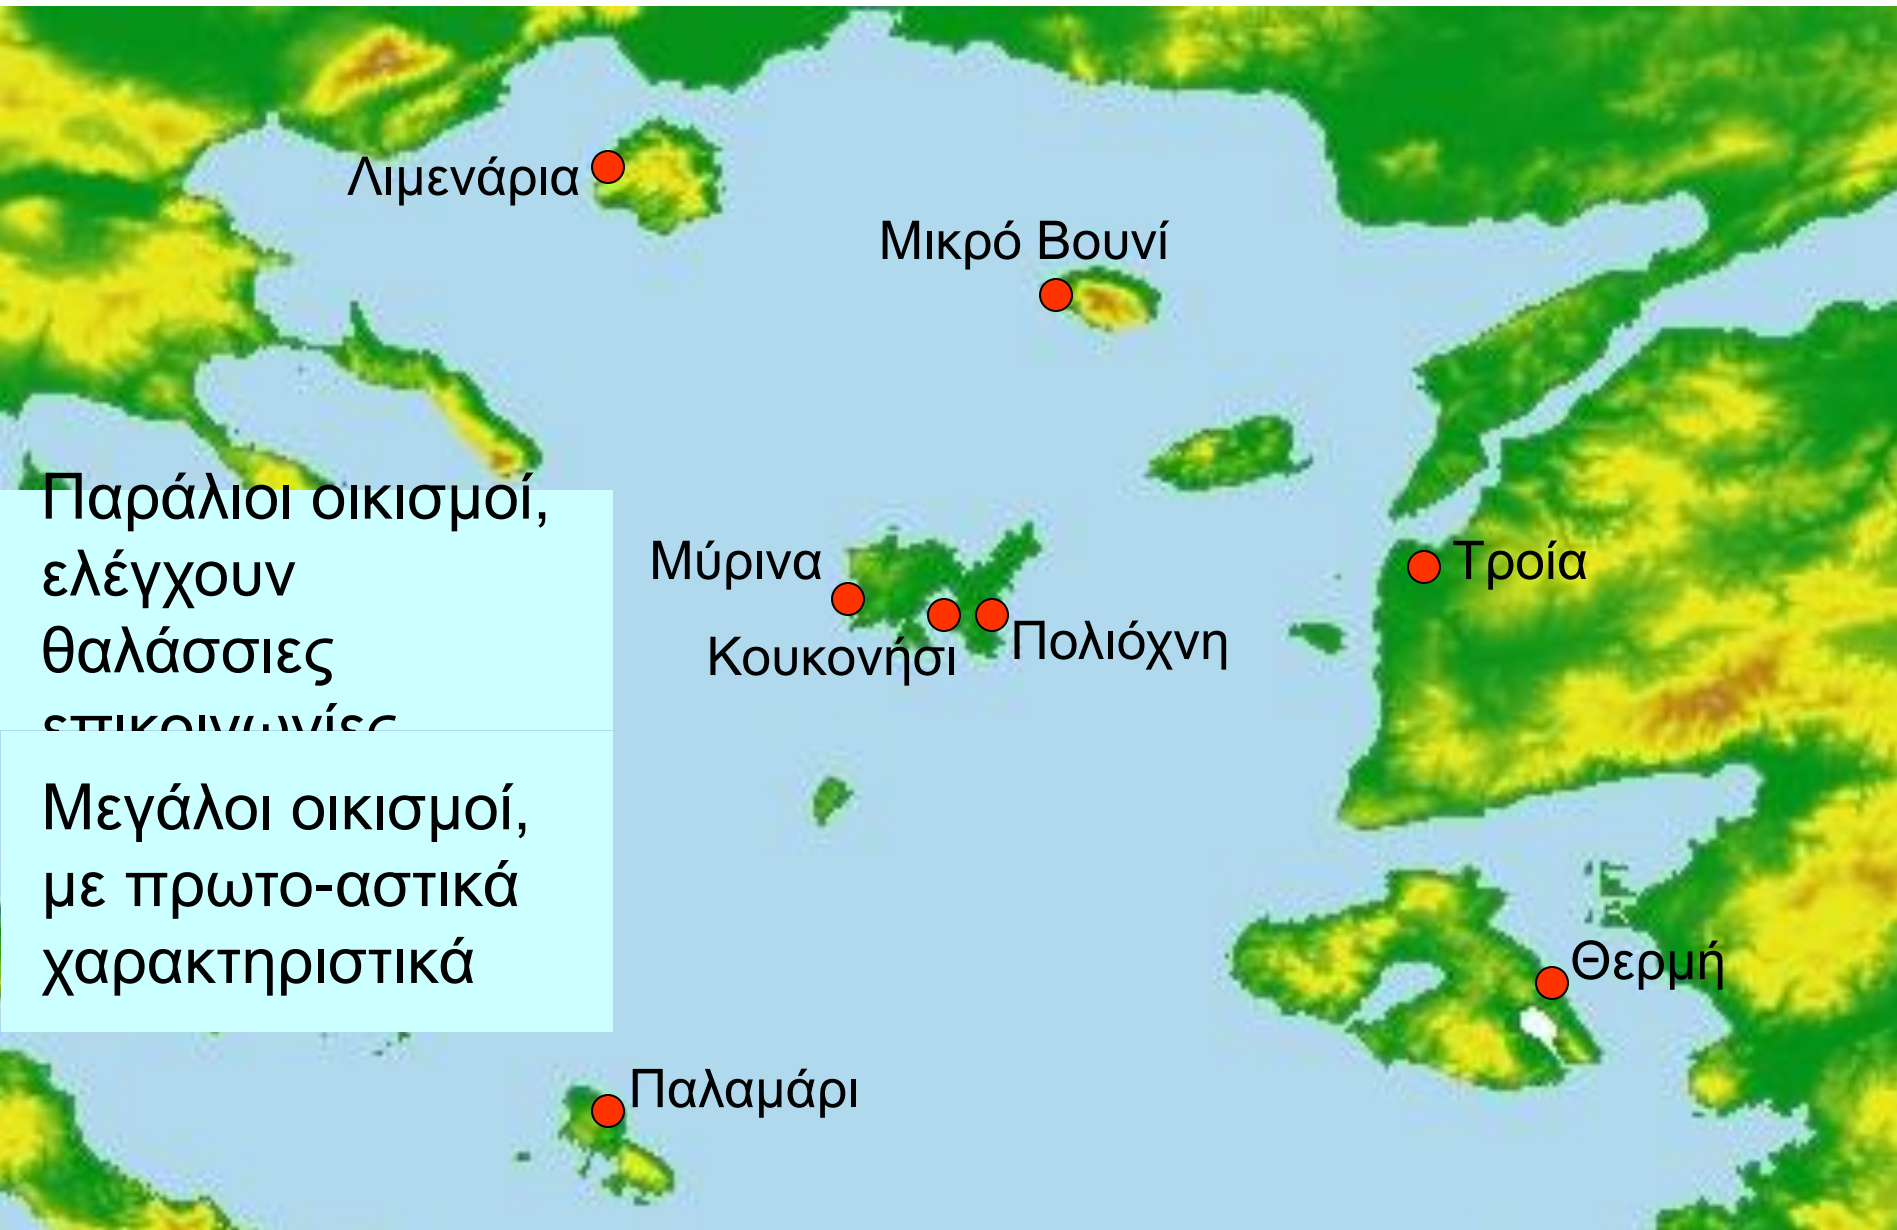 Λιμενάρια
Μικρό Βουνί
Παράλιοι οικισμοί,
ελέγχουν
θαλάσσιες
επικοινωνίες
Μύρινα
Τροία
Κουκονήσι
Πολιόχνη
Μεγάλοι οικισμοί,
με πρωτο-αστικά
χαρακτηριστικά
Θερμή
Παλαμάρι